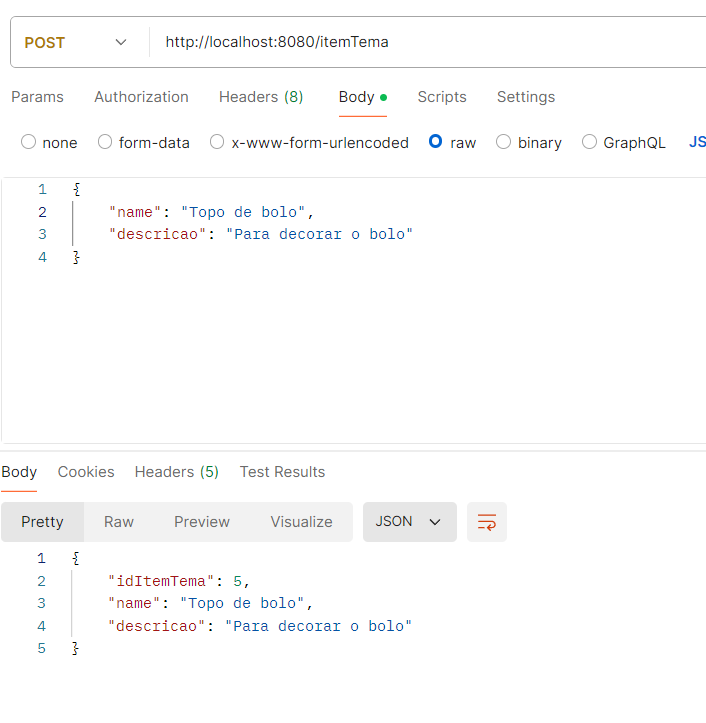 POST http://localhost:8080/itemTema
Params Authorization Headers (8) Body Scripts Settings
none form-data x-www-form-urlencoded raw binary GraphQL JS
1 {
2 "name": "Topo de bolo",
3 "descricao": "Para decorar o bolo"
4 }
Body Cookies Headers (5) Test Results
Pretty Raw Preview Visualize JSON
1 {
2 "idItemTema": 5,
3 "name": "Topo de bolo",
4 "descricao": "Para decorar o bolo"
5 }